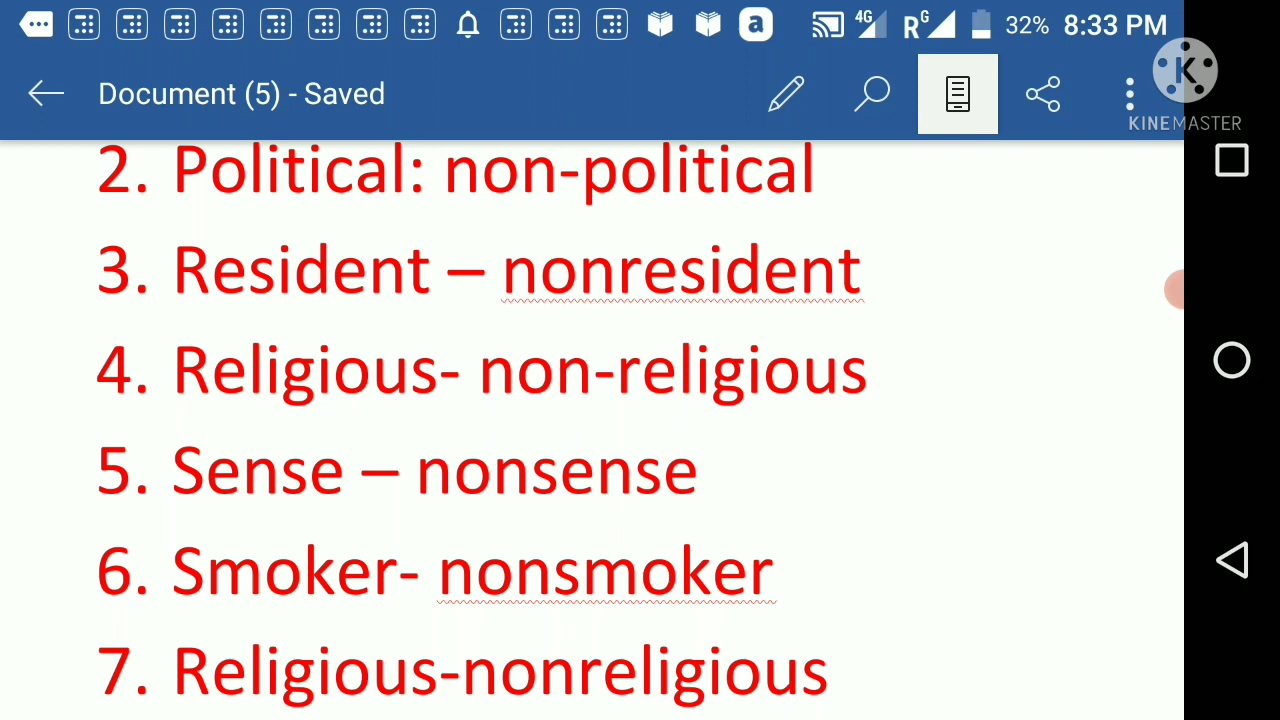 4G R G 32% 8:33 PM
Document (5) - Saved
K
KINEMASTER
2. Political: non-political
3. Resident – nonresident
4. Religious- non-religious
5. Sense – nonsense
6. Smoker- nonsmoker
7. Religious-nonreligious